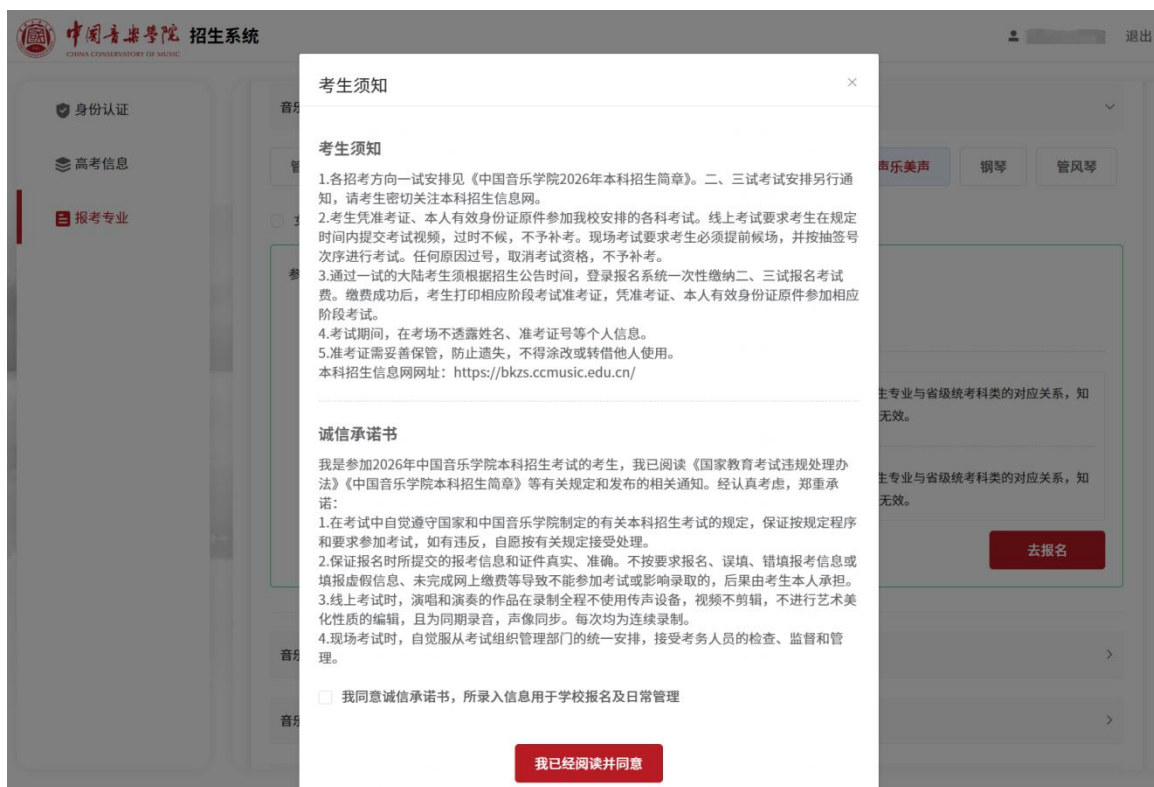 中国音乐学院 招生系统
CHINA CONSERVATORY OF MUSIC
退出
身份认证
高考信息
报考专业
考生须知
考生须知
1.各招考方向一试安排见《中国音乐学院2026年本科招生简章》。二、三试考试安排另行通
知，请考生密切关注本科招生信息网。
2.考生凭准考证、本人有效身份证原件参加我校安排的各科考试。线上考试要求考生在规定
时间内提交考试视频，过时不候，不予补考。现场考试要求考生必须提前候场，并按抽签号
次序进行考试。任何原因过号，取消考试资格，不予补考。
3.通过一试的大陆考生须根据招生公告时间，登录报名系统一次性缴纳二、三试报名考试
费。缴费成功后，考生打印相应阶段考试准考证，凭准考证、本人有效身份证原件参加相应
阶段考试。
4.考试期间，在考场不透露姓名、准考证号等个人信息。
5.准考证需妥善保管，防止遗失，不得涂改或转借他人使用。
本科招生信息网网址：https://bkzs.ccmusic.edu.cn/
诚信承诺书
我是参加2026年中国音乐学院本科招生考试的考生，我已阅读《国家教育考试违规处理办
法》《中国音乐学院本科招生简章》等有关规定和发布的相关通知。经认真考虑，郑重承
诺：
1.在考试中自觉遵守国家和中国音乐学院制定的有关本科招生考试的规定，保证按规定程序
和要求参加考试，如有违反，自愿按有关规定接受处理。
2.保证报名时所提交的报考信息和证件真实、准确。不按要求报名、误填、错填报考信息或
填报虚假信息、未完成网上缴费等导致不能参加考试或影响录取的，后果由考生本人承担。
3.线上考试时，演唱和演奏的作品在录制全程不使用传声设备，视频不剪辑，不进行艺术美
化性质的编辑，且为同期录音，声像同步。每次均为连续录制。
4.现场考试时，自觉服从考试组织管理部门的统一安排，接受考务人员的检查、监督和管
理。
我同意诚信承诺书，所录入信息用于学校报名及日常管理
我已经阅读并同意
音乐
管
声乐美声
钢琴
管风琴
参
生专业与省级统考科类的对应关系，知
无效。
生专业与省级统考科类的对应关系，知
无效。
去报名
音乐
音乐